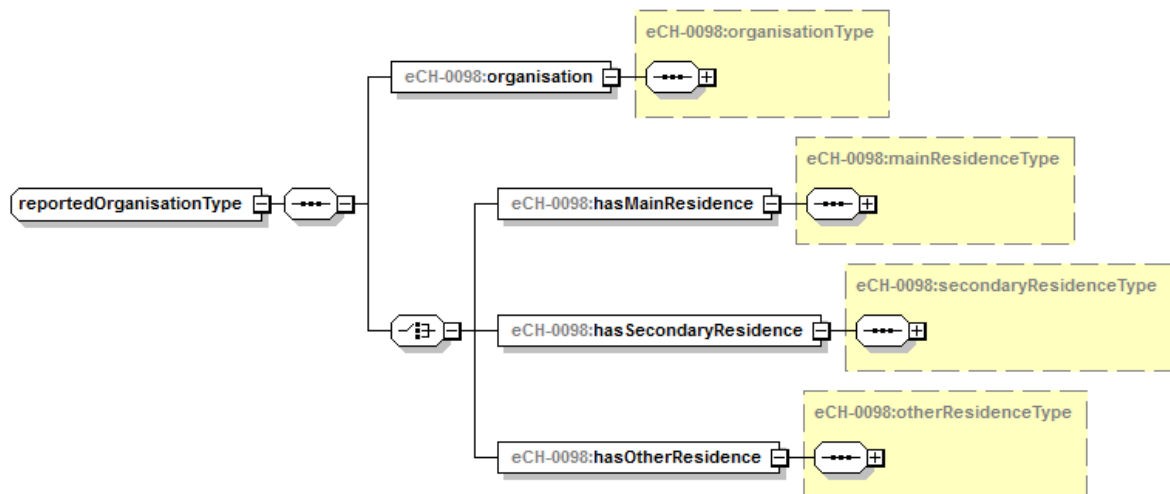 eCH-0098:organisationType
eCH-0098:organisation
eCH-0098:mainResidenceType
reportedOrganisationType
eCH-0098:hasMainResidence
eCH-0098:secondaryResidenceType
eCH-0098:hasSecondaryResidence
eCH-0098:otherResidenceType
eCH-0098:hasOtherResidence